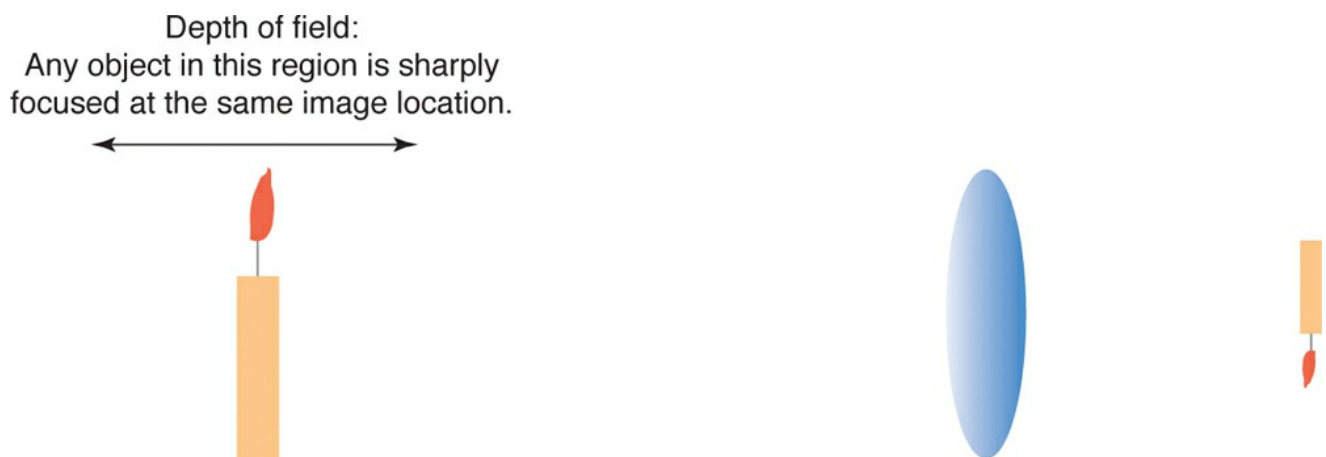 Depth of field:
Any object in this region is sharply
focused at the same image location.